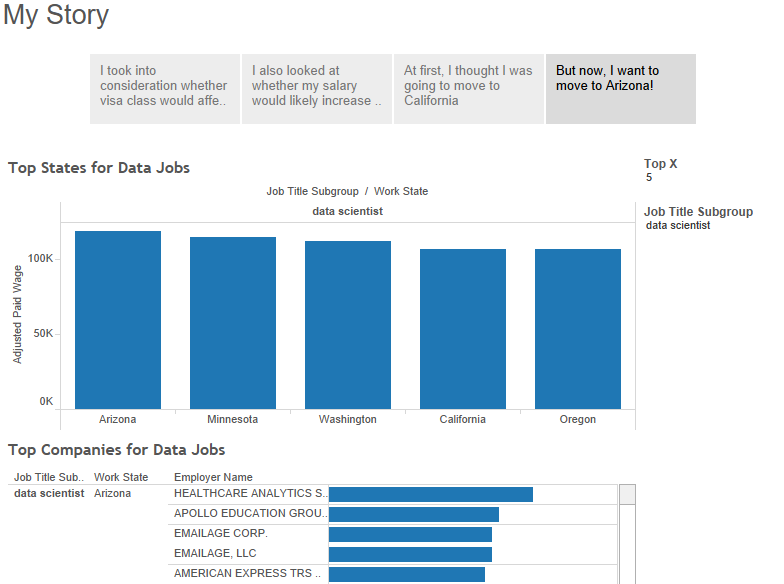 My Story
I took into
consideration whether
visa class would affe..
I also looked at
whether my salary
would likely increase ..
At first, I thought I was
going to move to
California
But now, I want to
move to Arizona!
Top States for Data Jobs
Top X
5
Job Title Subgroup / Work State
data scientist
Job Title Subgroup
data scientist
Adjusted Paid Wage
100K
50K
0K
Arizona Minnesota Washington California Oregon
Top Companies for Data Jobs
Job Title Sub.. Work State Employer Name
data scientist Arizona HEALTHCARE ANALYTICS S..
APOLLO EDUCATION GROU..
EMAILAGE CORP.
EMAILAGE, LLC
AMERICAN EXPRESS TRS ..